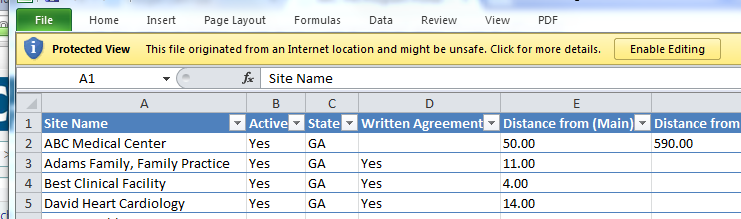 File Home Insert Page Layout Formulas Data Review View PDF
Protected View This file originated from an Internet location and might be unsafe. Click for more details. Enable Editing
A1 fx Site Name
A B C D E
1 Site Name Active State Written Agreement Distance from (Main) Distance from
2 ABC Medical Center Yes GA 50.00 590.00
3 Adams Family, Family Practice Yes GA Yes 11.00
4 Best Clinical Facility Yes GA Yes 4.00
5 David Heart Cardiology Yes GA Yes 14.00